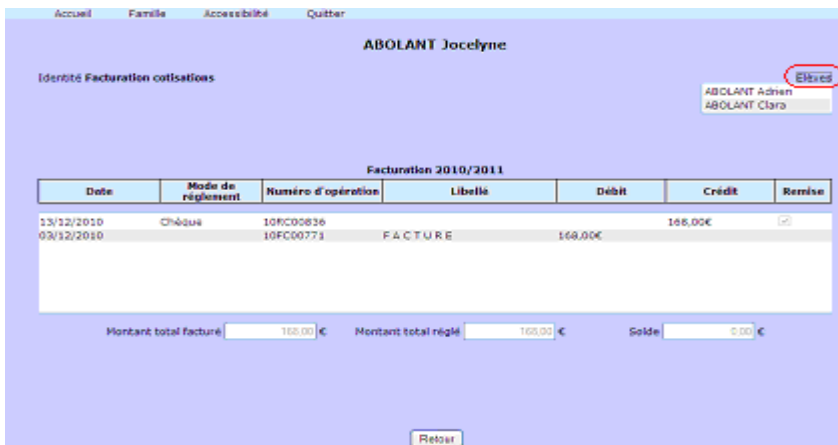 Accueil Famille Accessibilité Quitter
ABOLANT Jocelyne
Identité Facturation cotisations Elèves
ABOLANT Adrien
ABOLANT Clara
Facturation 2010/2011
Date Mode de réglement Numéro d'opération Libellé Débit Crédit Remise
13/12/2010 Chèque 10RC00836 168,00€
03/12/2010 10FC00771 FACTURE 168,00€
Montant total facturé 168,00 € Montant total réglé 168,00 € Solde 0,00 €
Retour